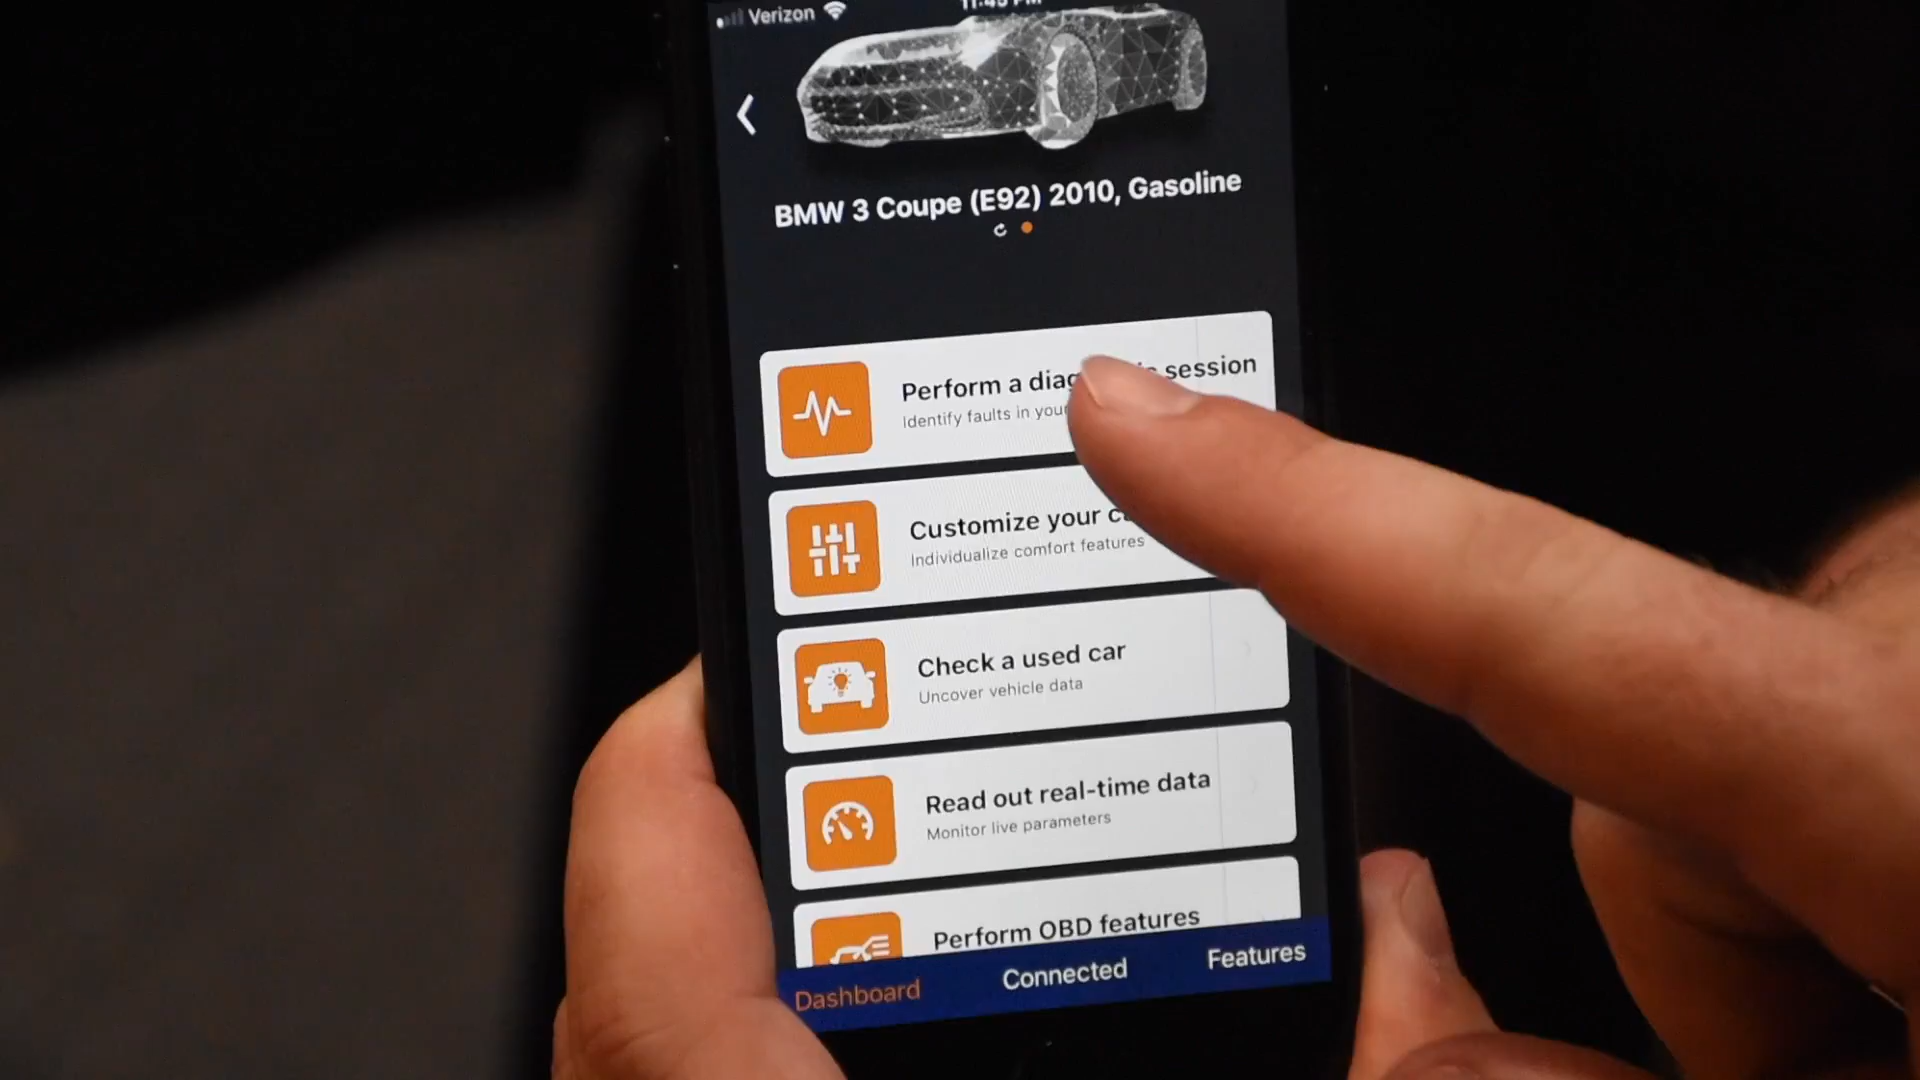 Verizon
BMW 3 Coupe (E92) 2010, Gasoline
Perform a session
Identify faults in your
Customize your
Individualize comfort features
Check a used car
Uncover vehicle data
Read out real-time data
Monitor live parameters
Perform OBD features
Dashboard
Connected
Features